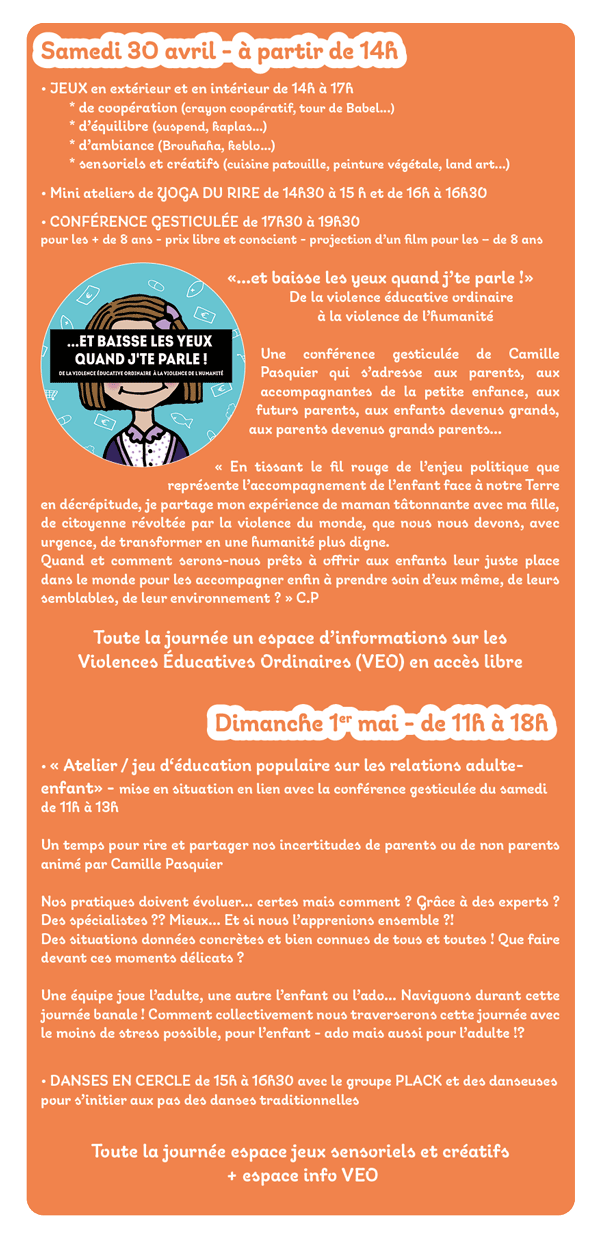 Samedi 30 avril - à partir de 14h
• JEUX en extérieur et en intérieur de 14h à 17h
* de coopération (crayon coopératif, tour de Babel...)
* d'équilibre (suspend, kaplas...)
* d'ambiance (Brouhaha, keblo...)
* sensoriels et créatifs (cuisine patouille, peinture végétale, land art...)
• Mini ateliers de YOGA DU RIRE de 14h30 à 15 h et de 16h à 16h30
• CONFÉRENCE GESTICULÉE de 17h30 à 19h30
pour les + de 8 ans - prix libre et conscient - projection d'un film pour les – de 8 ans
...ET BAISSE LES YEUX
QUAND J'TE PARLE !
DE LA VIOLENCE ÉDUCATIVE ORDINAIRE À LA VIOLENCE DE L'HUMANITÉ
«...et baisse les yeux quand j'te parle !»
De la violence éducative ordinaire
à la violence de l'humanité
Une conférence gesticulée de Camille
Pasquier qui s'adresse aux parents, aux
accompagnantes de la petite enfance, aux
futurs parents, aux enfants devenus grands,
aux parents devenus grands parents...
« En tissant le fil rouge de l'enjeu politique que
représente l'accompagnement de l'enfant face à notre Terre
en décrépitude, je partage mon expérience de maman tâtonnante avec ma fille,
de citoyenne révoltée par la violence du monde, que nous nous devons, avec
urgence, de transformer en une humanité plus digne.
Quand et comment serons-nous prêts à offrir aux enfants leur juste place
dans le monde pour les accompagner enfin à prendre soin d'eux même, de leurs
semblables, de leur environnement ? » C.P
Toute la journée un espace d'informations sur les
Violences Éducatives Ordinaires (VEO) en accès libre
Dimanche 1er mai - de 11h à 18h
• « Atelier / jeu d'éducation populaire sur les relations adulte-
enfant» - mise en situation en lien avec la conférence gesticulée du samedi
de 11h à 13h
Un temps pour rire et partager nos incertitudes de parents ou de non parents
animé par Camille Pasquier
Nos pratiques doivent évoluer... certes mais comment ? Grâce à des experts ?
Des spécialistes ?? Mieux... Et si nous l'apprenions ensemble ?!
Des situations données concrètes et bien connues de tous et toutes ! Que faire
devant ces moments délicats ?
Une équipe joue l'adulte, une autre l'enfant ou l'ado... Naviguons durant cette
journée banale ! Comment collectivement nous traverserons cette journée avec
le moins de stress possible, pour l'enfant - ado mais aussi pour l'adulte !?
• DANSES EN CERCLE de 15h à 16h30 avec le groupe PLACK et des danseuses
pour s'initier aux pas des danses traditionnelles
Toute la journée espace jeux sensoriels et créatifs
+ espace info VEO